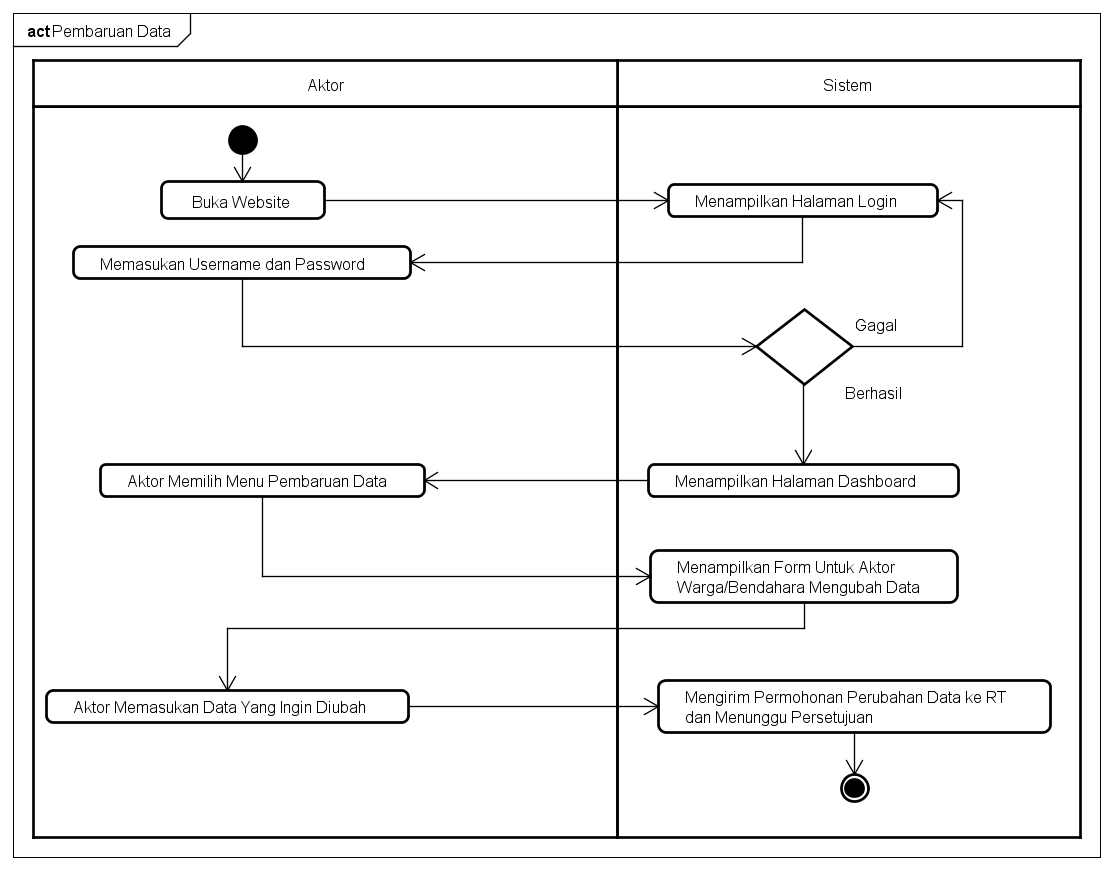 act Pembaruan Data
Aktor
Sistem
Buka Website
Menampilkan Halaman Login
Memasukan Username dan Password
Gagal
Berhasil
Aktor Memilih Menu Pembaruan Data
Menampilkan Halaman Dashboard
Menampilkan Form Untuk Aktor
Warga/Bendahara Mengubah Data
Aktor Memasukan Data Yang Ingin Diubah
Mengirim Permohonan Perubahan Data ke RT
dan Menunggu Persetujuan